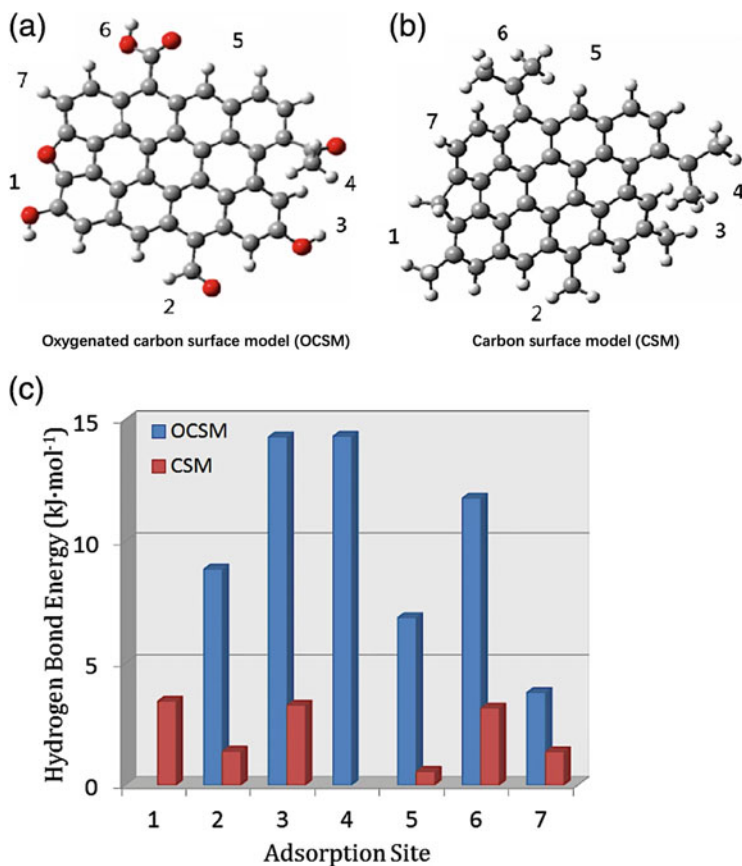 (a)
6
5
7
1
4
3
2
Oxygenated carbon surface model (OCSM)
(b)
6
5
7
4
1
3
2
Carbon surface model (CSM)
(c)
Hydrogen Bond Energy (kJ·mol⁻¹)
15
10
5
0
OCSM
CSM
1 2 3 4 5 6 7
Adsorption Site